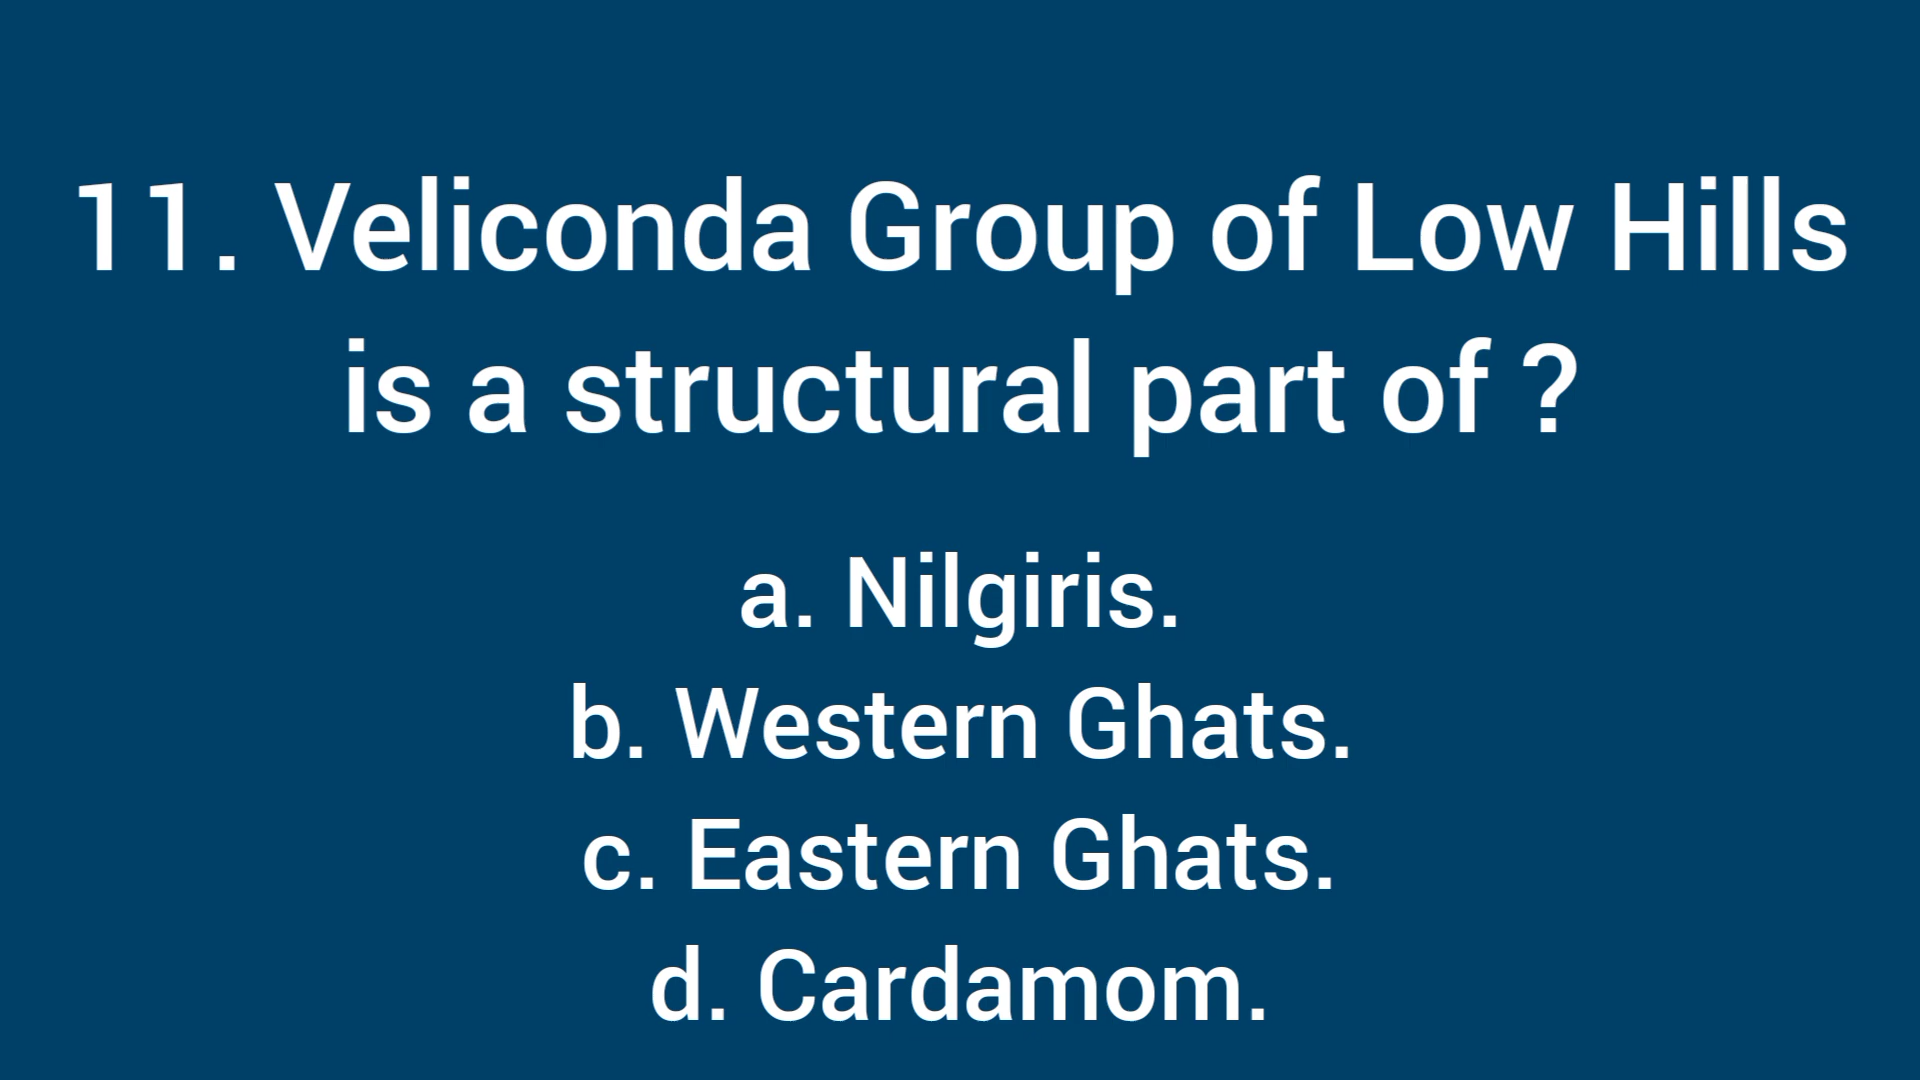 11. Veliconda Group of Low Hills
is a structural part of ?
a. Nilgiris.
b. Western Ghats.
c. Eastern Ghats.
d. Cardamom.